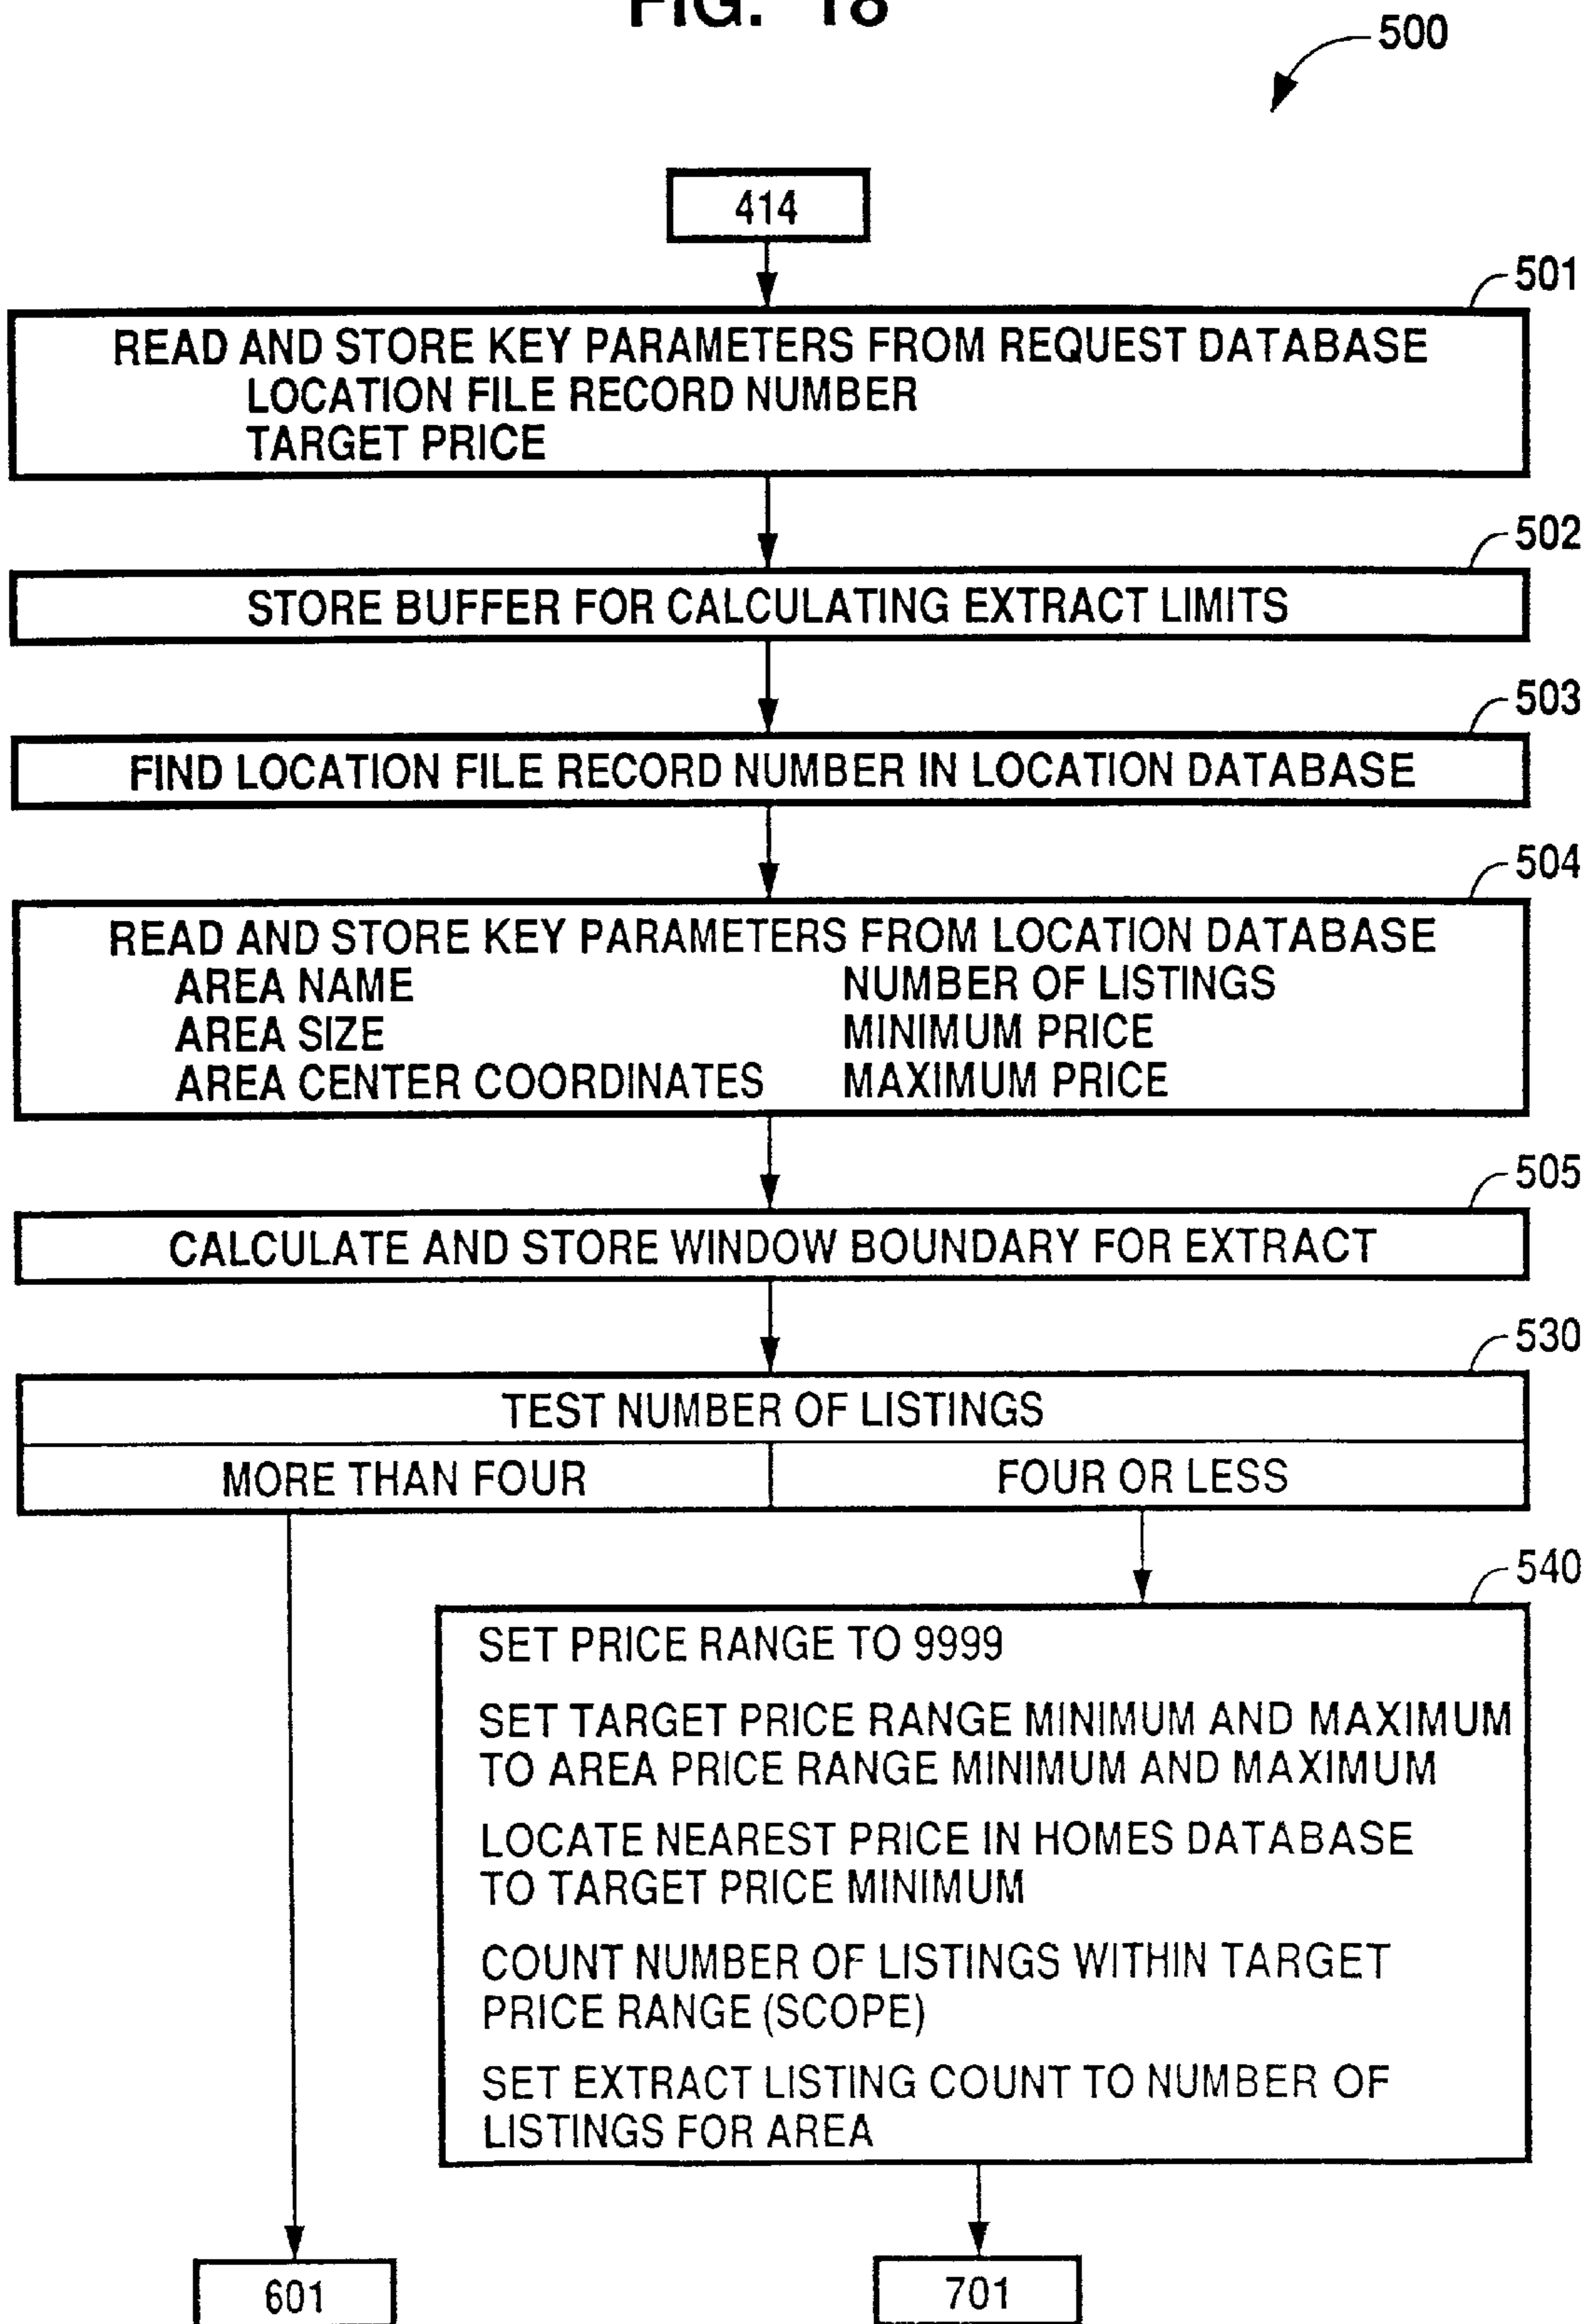 FIG. 18
500
414
501
READ AND STORE KEY PARAMETERS FROM REQUEST DATABASE
LOCATION FILE RECORD NUMBER
TARGET PRICE
502
STORE BUFFER FOR CALCULATING EXTRACT LIMITS
503
FIND LOCATION FILE RECORD NUMBER IN LOCATION DATABASE
504
READ AND STORE KEY PARAMETERS FROM LOCATION DATABASE
AREA NAME NUMBER OF LISTINGS
AREA SIZE MINIMUM PRICE
AREA CENTER COORDINATES MAXIMUM PRICE
505
CALCULATE AND STORE WINDOW BOUNDARY FOR EXTRACT
530
TEST NUMBER OF LISTINGS
MORE THAN FOUR FOUR OR LESS
540
SET PRICE RANGE TO 9999
SET TARGET PRICE RANGE MINIMUM AND MAXIMUM
TO AREA PRICE RANGE MINIMUM AND MAXIMUM
LOCATE NEAREST PRICE IN HOMES DATABASE
TO TARGET PRICE MINIMUM
COUNT NUMBER OF LISTINGS WITHIN TARGET
PRICE RANGE (SCOPE)
SET EXTRACT LISTING COUNT TO NUMBER OF
LISTINGS FOR AREA
601 701